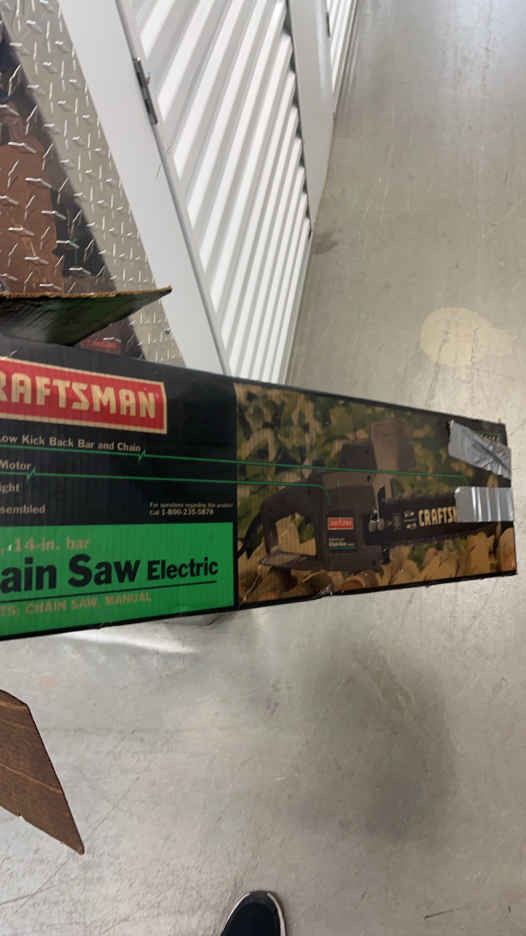 RAFTSMAN
Low Kick Back Bar and Chain
Motor
ight
sembled
For questions regarding this product
Call 1-800-235-5878
14-in. bar
ain Saw Electric
TS: CHAIN SAW, MANUAL
CRAFTSM